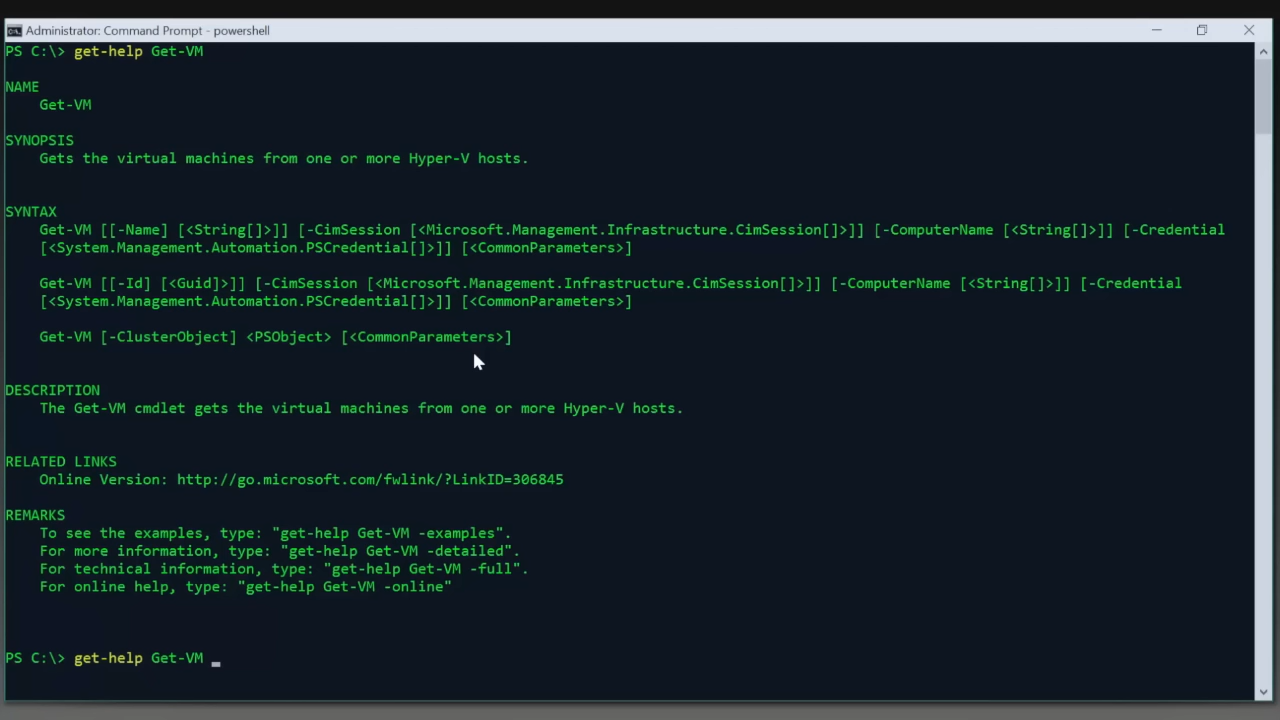 Administrator: Command Prompt - powershell
PS C:\> get-help Get-VM
NAME
Get-VM
SYNOPSIS
Gets the virtual machines from one or more Hyper-V hosts.
SYNTAX
Get-VM [[-Name] [<String[]>]] [-CimSession [<Microsoft.Management.Infrastructure.CimSession[]>]] [-ComputerName [<String[]>]] [-Credential
[<System.Management.Automation.PSCredential[]>]] [<CommonParameters>]
Get-VM [[-Id] [<Guid]>]] [-CimSession [<Microsoft.Management.Infrastructure.CimSession[]>]] [-ComputerName [<String[]>]] [-Credential
[<System.Management.Automation.PSCredential[]>]] [<CommonParameters>]
Get-VM [-ClusterObject] <PSObject> [<CommonParameters>]
DESCRIPTION
The Get-VM cmdlet gets the virtual machines from one or more Hyper-V hosts.
RELATED LINKS
Online Version: http://go.microsoft.com/fwlink/?LinkID=306845
REMARKS
To see the examples, type: "get-help Get-VM -examples".
For more information, type: "get-help Get-VM -detailed".
For technical information, type: "get-help Get-VM -full".
For online help, type: "get-help Get-VM -online"
PS C:\> get-help Get-VM